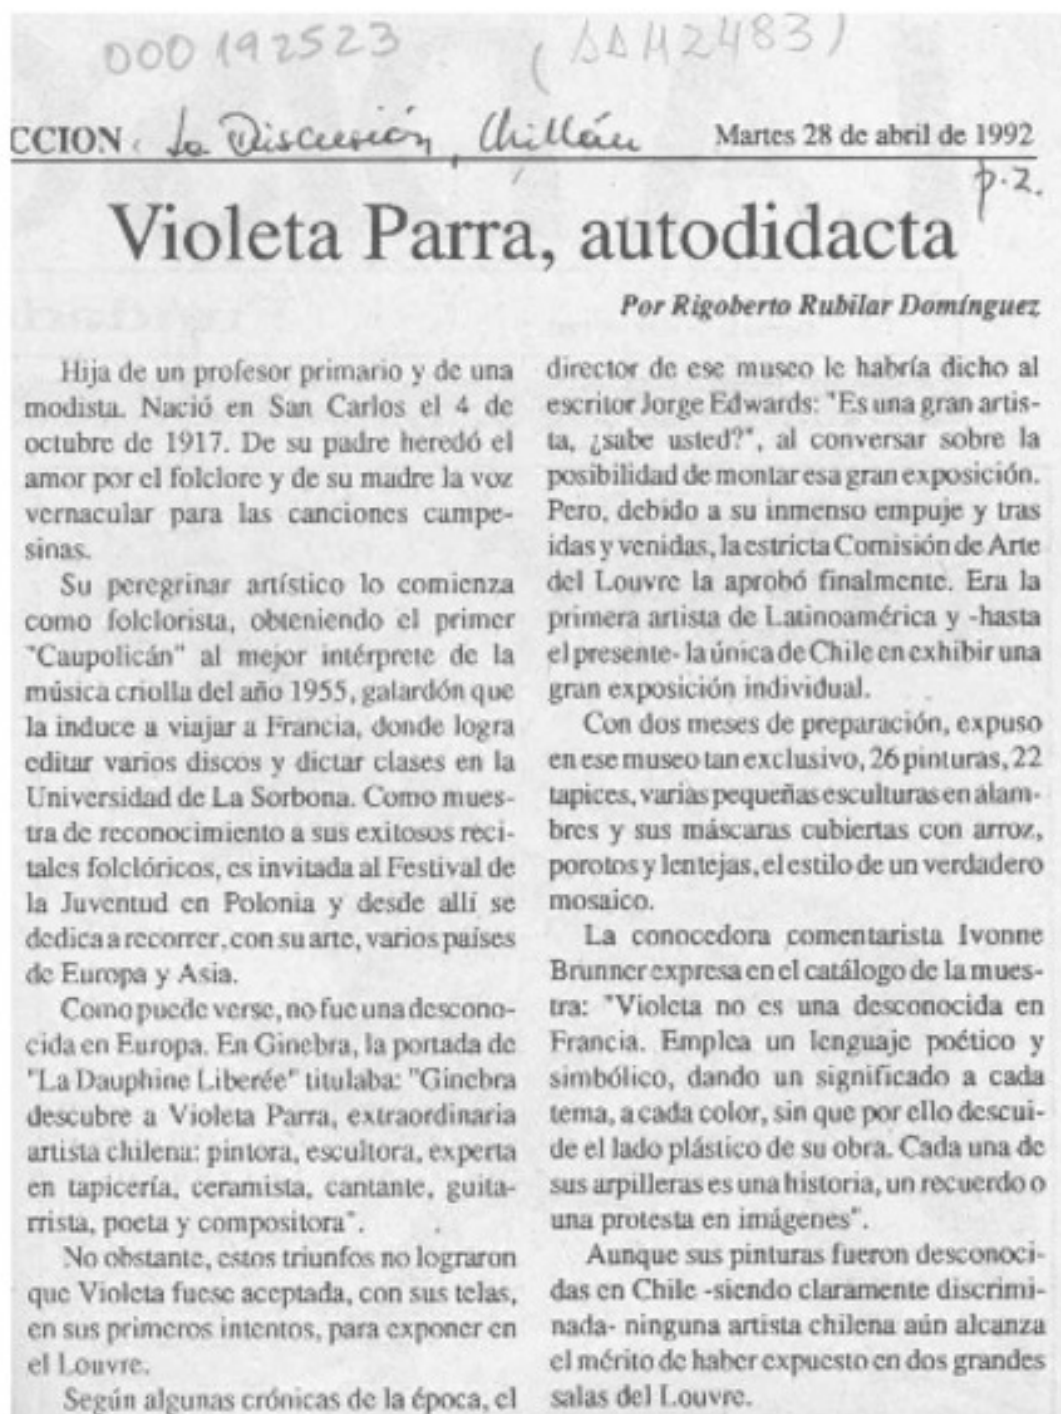 000192523 (AAH2483)
CCION. La Discusión, Chillán Martes 28 de abril de 1992
p.2.
Violeta Parra, autodidacta
Por Rigoberto Rubilar Domínguez
Hija de un profesor primario y de una
modista. Nació en San Carlos el 4 de
octubre de 1917. De su padre heredó el
amor por el folclore y de su madre la voz
vernacular para las canciones campe-
sinas.
Su peregrinar artístico lo comienza
como folclorista, obteniendo el primer
"Caupolicán" al mejor intérprete de la
música criolla del año 1955, galardón que
la induce a viajar a Francia, donde logra
editar varios discos y dictar clases en la
Universidad de La Sorbona. Como mues-
tra de reconocimiento a sus exitosos reci-
tales folclóricos, es invitada al Festival de
la Juventud en Polonia y desde allí se
dedica a recorrer, con su arte, varios países
de Europa y Asia.
Como puede verse, no fue una descono-
cida en Europa. En Ginebra, la portada de
"La Dauphine Liberée" titulaba: "Ginebra
descubre a Violeta Parra, extraordinaria
artista chilena: pintora, escultora, experta
en tapicería, ceramista, cantante, guita-
rrista, poeta y compositora".
No obstante, estos triunfos no lograron
que Violeta fuese aceptada, con sus telas,
en sus primeros intentos, para exponer en
el Louvre.
Según algunas crónicas de la época, el
director de ese museo le habría dicho al
escritor Jorge Edwards: "Es una gran artis-
ta, ¿sabe usted?", al conversar sobre la
posibilidad de montar esa gran exposición.
Pero, debido a su inmenso empuje y tras
idas y venidas, la estricta Comisión de Arte
del Louvre la aprobó finalmente. Era la
primera artista de Latinoamérica y -hasta
el presente- la única de Chile en exhibir una
gran exposición individual.
Con dos meses de preparación, expuso
en ese museo tan exclusivo, 26 pinturas, 22
tapices, varias pequeñas esculturas en alam-
bres y sus máscaras cubiertas con arroz,
porotos y lentejas, el estilo de un verdadero
mosaico.
La conocedora comentarista Ivonne
Brunner expresa en el catálogo de la mues-
tra: "Violeta no es una desconocida en
Francia. Emplea un lenguaje poético y
simbólico, dando un significado a cada
tema, a cada color, sin que por ello descui-
de el lado plástico de su obra. Cada una de
sus arpilleras es una historia, un recuerdo o
una protesta en imágenes".
Aunque sus pinturas fueron desconoci-
das en Chile -siendo claramente discrimi-
nada- ninguna artista chilena aún alcanza
el mérito de haber expuesto en dos grandes
salas del Louvre.